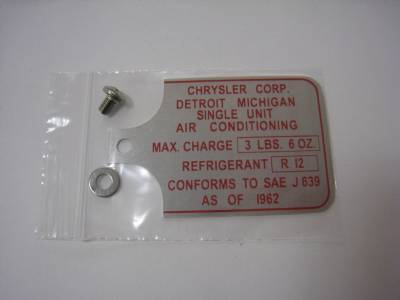 CHRYSLER CORP.
DETROIT MICHIGAN
SINGLE UNIT
AIR CONDITIONING
MAX. CHARGE 3 LBS. 6 OZ.
REFRIGERANT R 12
CONFORMS TO SAE J 639
AS OF 1962